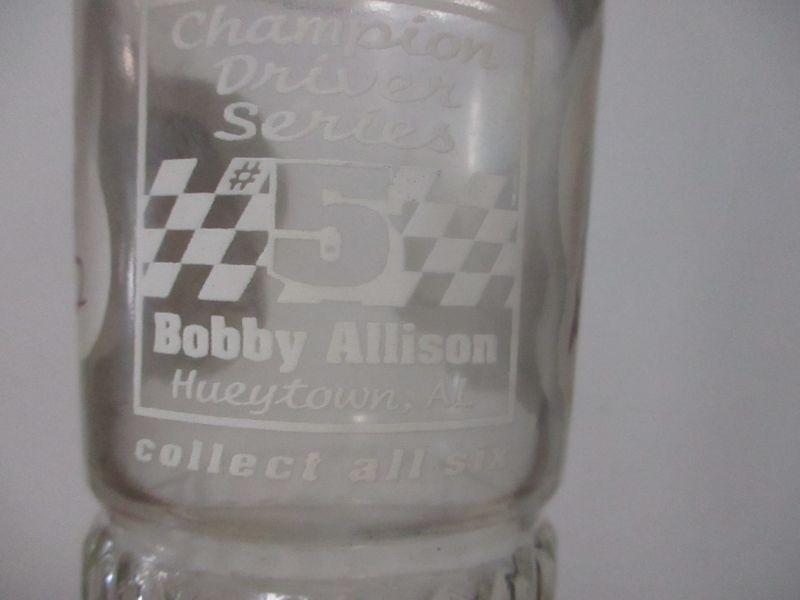 Champion
Driver
Series
#5
Bobby Allison
Hueytown, AL
collect all six